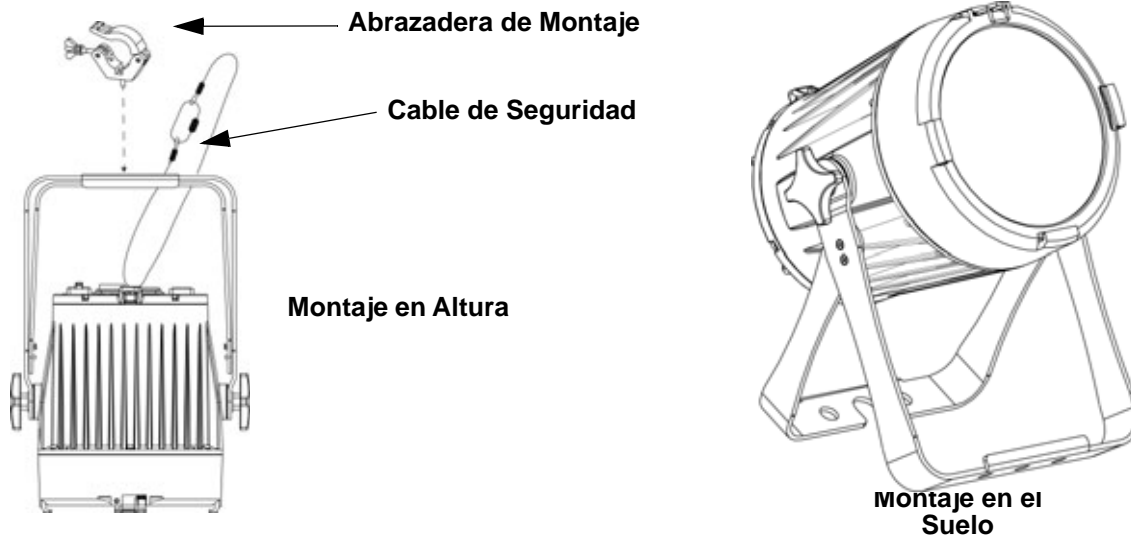 Abrazadera de Montaje
Cable de Seguridad
Montaje en Altura
Montaje en el
Suelo